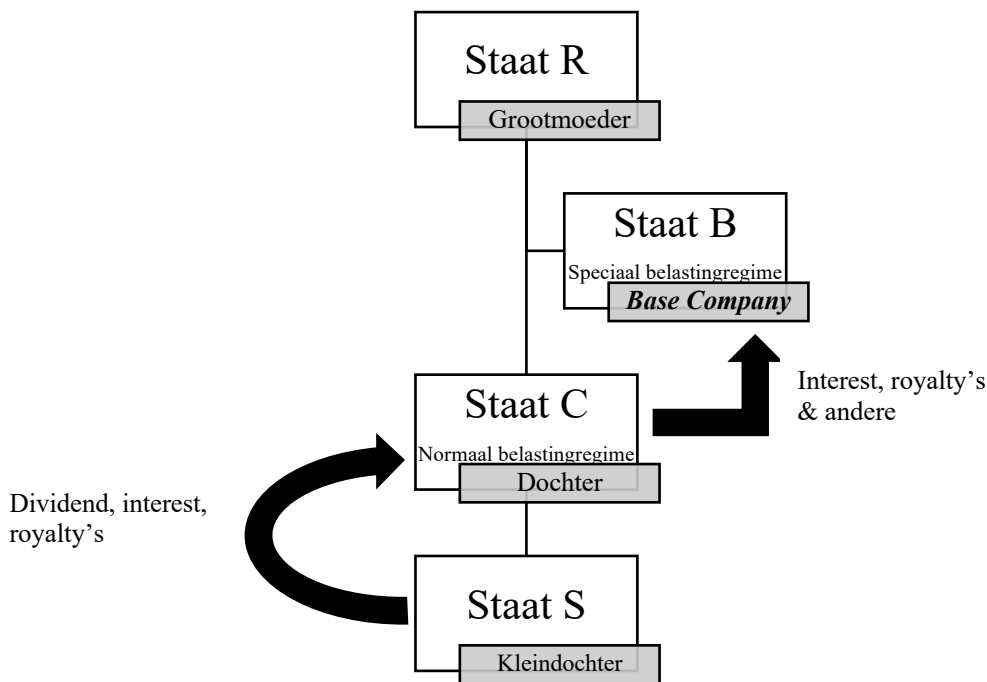 Staat R
Grootmoeder
Staat B
Speciaal belastingregime
Base Company
Interest, royalty’s
& andere
Staat C
Normaal belastingregime
Dochter
Dividend, interest,
royalty’s
Staat S
Kleindochter